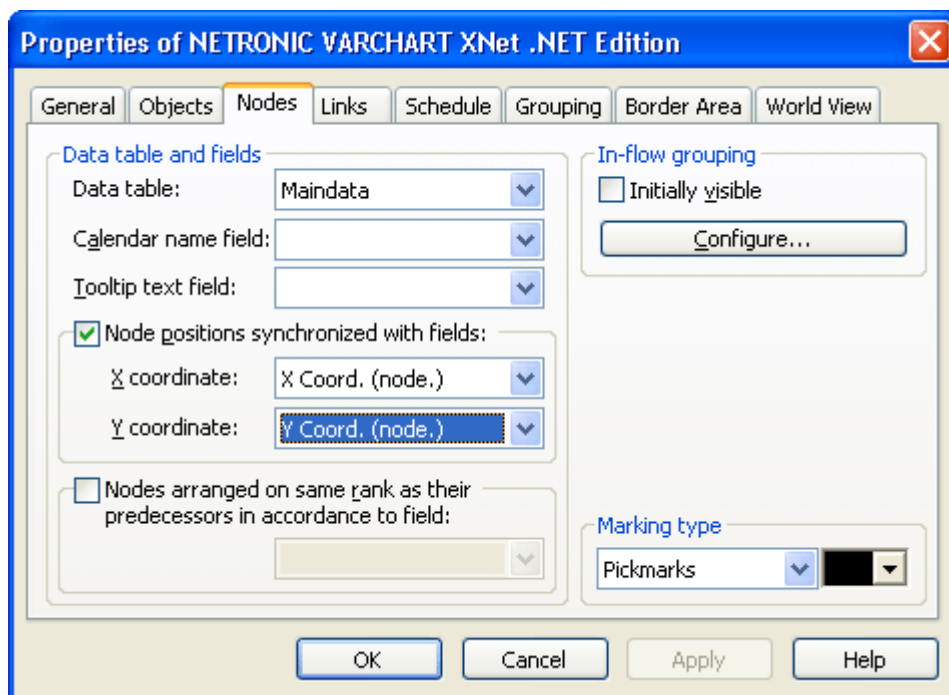 Properties of NETRONIC VARCHART XNet .NET Edition
General Objects Nodes Links Schedule Grouping Border Area World View
Data table and fields
Data table: Maindata
Calendar name field:
Tooltip text field:
Node positions synchronized with fields:
X coordinate: X Coord. (node.)
Y coordinate: Y Coord. (node.)
Nodes arranged on same rank as their
predecessors in accordance to field:
In-flow grouping
Initially visible
Configure...
Marking type
Pickmarks
OK Cancel Apply Help